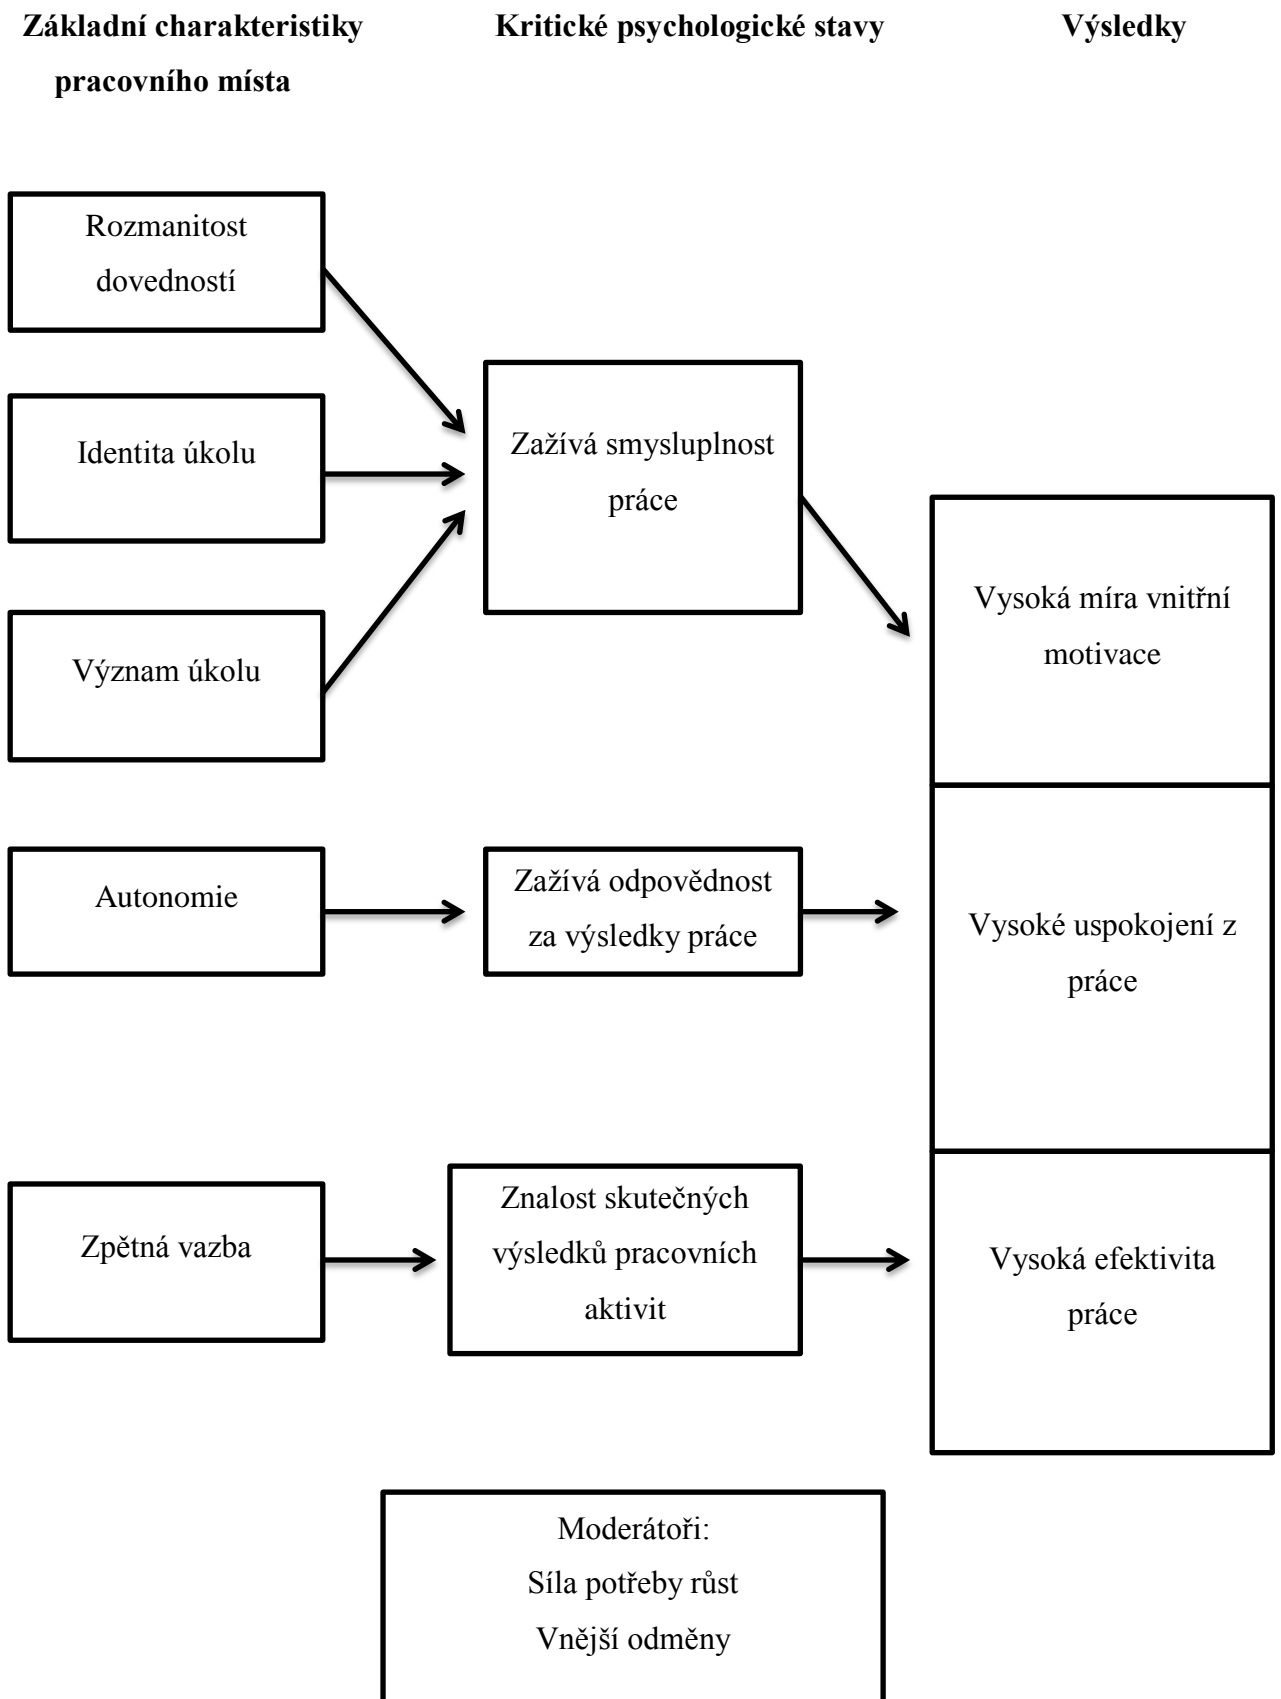 Základní charakteristiky
pracovního místa
Kritické psychologické stavy
Výsledky
Rozmanitost
dovedností
Identita úkolu
Význam úkolu
Zažívá smysluplnost
práce
Vysoká míra vnitřní
motivace
Autonomie
Zažívá odpovědnost
za výsledky práce
Vysoké uspokojení z
práce
Zpětná vazba
Znalost skutečných
výsledků pracovních
aktivit
Vysoká efektivita
práce
Moderátoři:
Síla potřeby růst
Vnější odměny